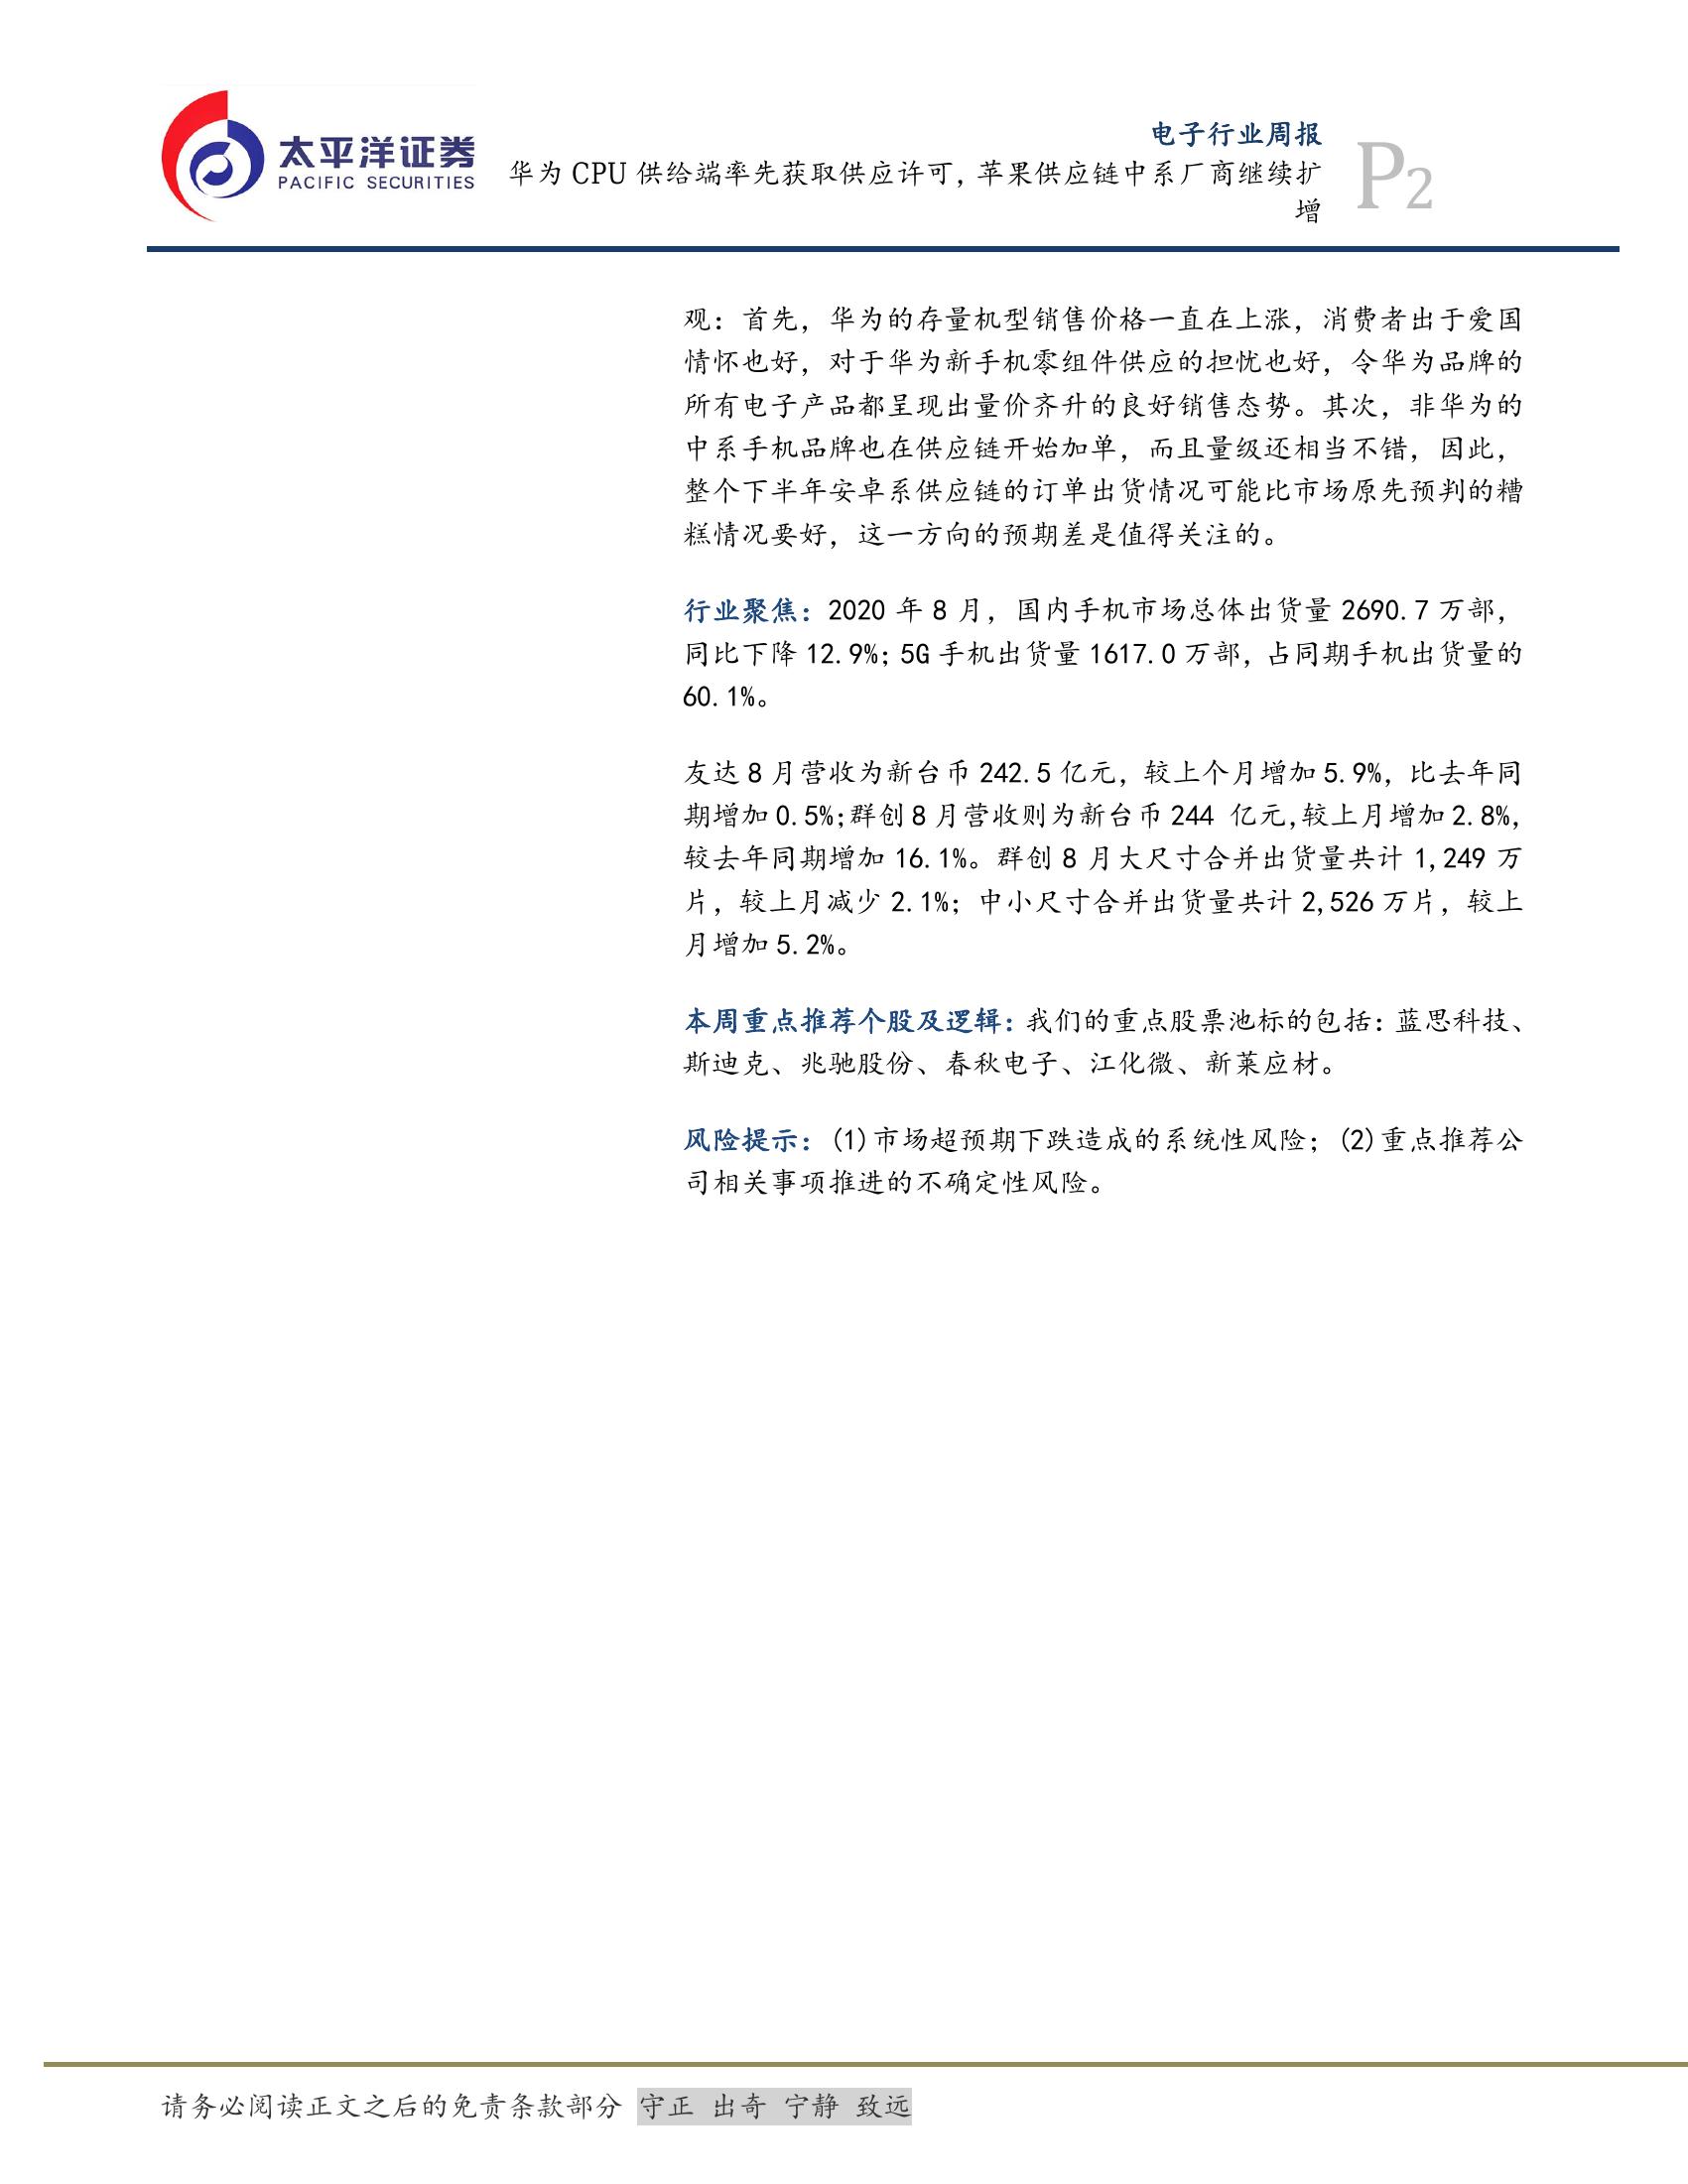 太平洋证券
PACIFIC SECURITIES
电子行业周报
华为 CPU 供给端率先获取供应许可，苹果供应链中系厂商继续扩
增
P2
观：首先，华为的存量机型销售价格一直在上涨，消费者出于爱国
情怀也好，对于华为新手机零组件供应的担忧也好，令华为品牌的
所有电子产品都呈现出量价齐升的良好销售态势。其次，非华为的
中系手机品牌也在供应链开始加单，而且量级还相当不错，因此，
整个下半年安卓系供应链的订单出货情况可能比市场原先预判的糟
糕情况要好，这一方向的预期差是值得关注的。
行业聚焦：2020 年 8 月，国内手机市场总体出货量 2690.7 万部，
同比下降 12.9%；5G 手机出货量 1617.0 万部，占同期手机出货量的
60.1%。
友达 8 月营收为新台币 242.5 亿元，较上个月增加 5.9%，比去年同
期增加 0.5%；群创 8 月营收则为新台币 244 亿元，较上月增加 2.8%，
较去年同期增加 16.1%。群创 8 月大尺寸合并出货量共计 1,249 万
片，较上月减少 2.1%；中小尺寸合并出货量共计 2,526 万片，较上
月增加 5.2%。
本周重点推荐个股及逻辑：我们的重点股票池标的包括：蓝思科技、
斯迪克、兆驰股份、春秋电子、江化微、新莱应材。
风险提示：(1)市场超预期下跌造成的系统性风险；(2)重点推荐公
司相关事项推进的不确定性风险。
请务必阅读正文之后的免责条款部分 守正 出奇 宁静 致远